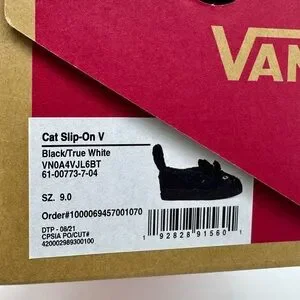 VAN
Cat Slip-On V
Black/True White
VN0A4VJL6BT
61-00773-7-04
SZ. 9.0
Order#1000069457001070
DTP - 08/21
CPSIA PO/CUT#
420002989300100
1 92828 91560 1